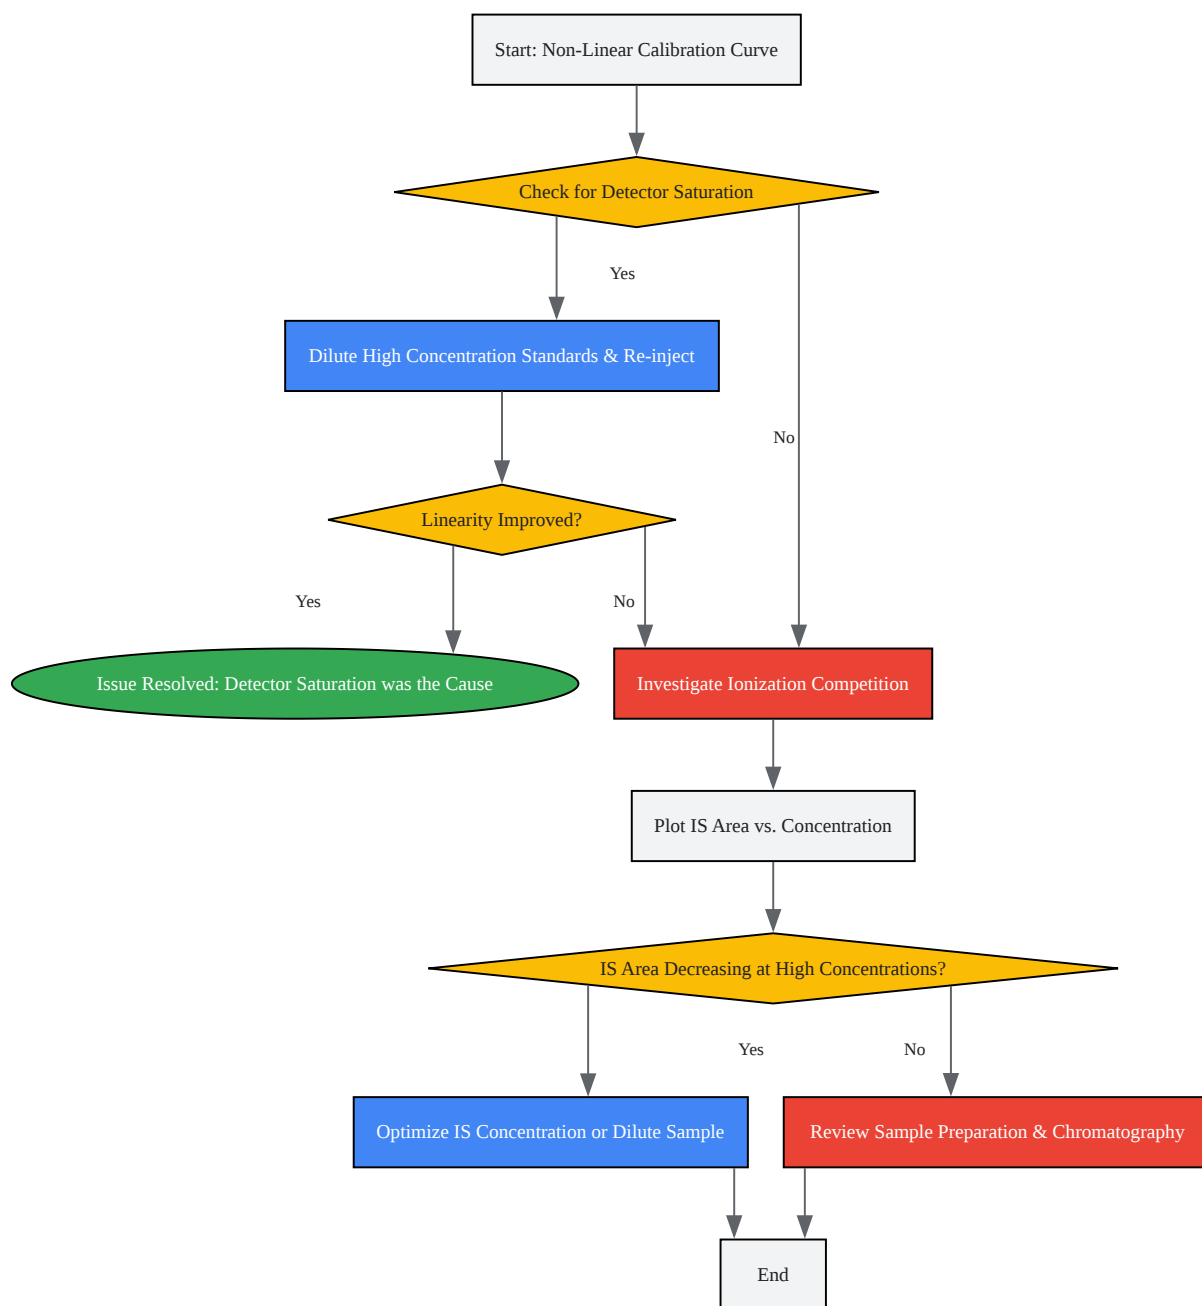 Start: Non-Linear Calibration Curve
Check for Detector Saturation
Yes
Dilute High Concentration Standards & Re-inject
No
Linearity Improved?
Yes
No
Issue Resolved: Detector Saturation was the Cause
Investigate Ionization Competition
Plot IS Area vs. Concentration
IS Area Decreasing at High Concentrations?
Yes
No
Optimize IS Concentration or Dilute Sample
Review Sample Preparation & Chromatography
End